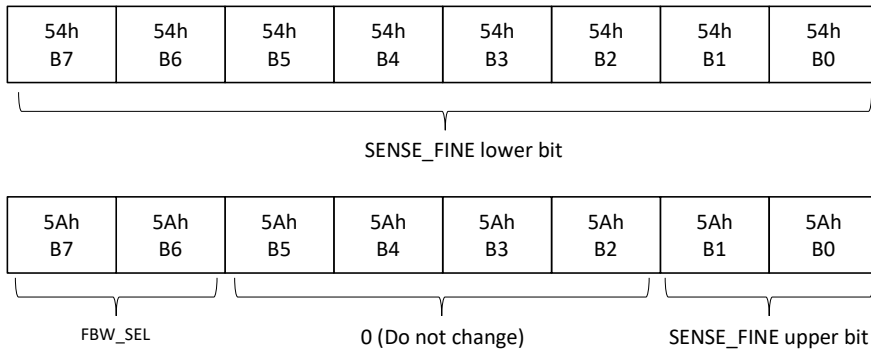 54h 54h 54h 54h 54h 54h 54h 54h
B7 B6 B5 B4 B3 B2 B1 B0
SENSE_FINE lower bit
5Ah 5Ah 5Ah 5Ah 5Ah 5Ah 5Ah 5Ah
B7 B6 B5 B4 B3 B2 B1 B0
FBW_SEL 0 (Do not change) SENSE_FINE upper bit